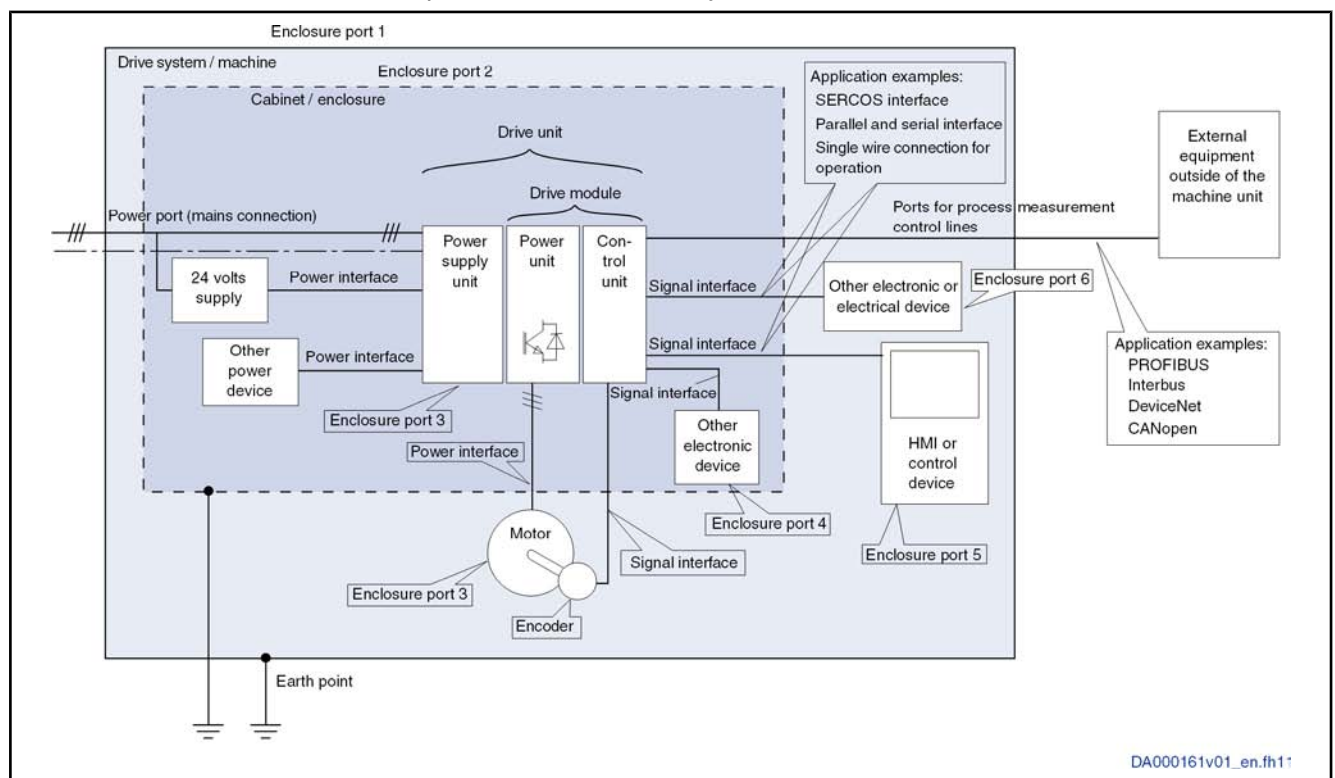 Enclosure port 1
Drive system / machine
Enclosure port 2
Cabinet / enclosure
Application examples:
SERCOS interface
Parallel and serial interface
Single wire connection for
operation
Drive unit
Drive module
External
equipment
outside of the
machine unit
Power port (mains connection)
Ports for process measurement
control lines
Power
supply
unit
Power
unit
Con-
trol unit
24 volts
supply
Power interface
Signal interface
Other electronic or
electrical device
Enclosure port 6
Other
power
device
Power interface
Signal interface
Application examples:
PROFIBUS
Interbus
DeviceNet
CANopen
Signal interface
Enclosure port 3
Other
electronic
device
HMI or
control
device
Power interface
Enclosure port 4
Motor
Signal interface
Enclosure port 5
Enclosure port 3
Encoder
Earth point
DA000161v01_en.fh11